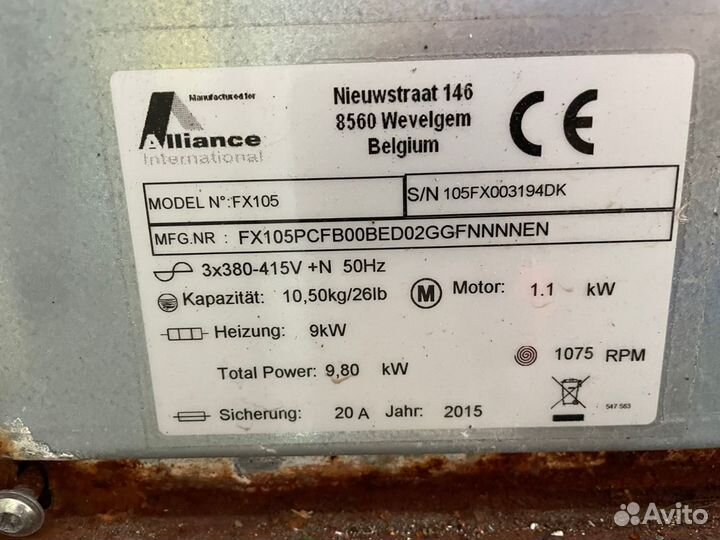 Manufactured for
Alliance
International
Nieuwstraat 146
8560 Wevelgem
Belgium
CE
MODEL N°:FX105
S/N 105FX003194DK
MFG.NR : FX105PCFB00BED02GGFNNNNEN
3x380-415V +N 50Hz
Kapazität: 10,50kg/26lb
M Motor: 1.1 kW
Heizung: 9kW
1075 RPM
Total Power: 9,80 kW
Sicherung: 20 A Jahr: 2015
547 563
Avito